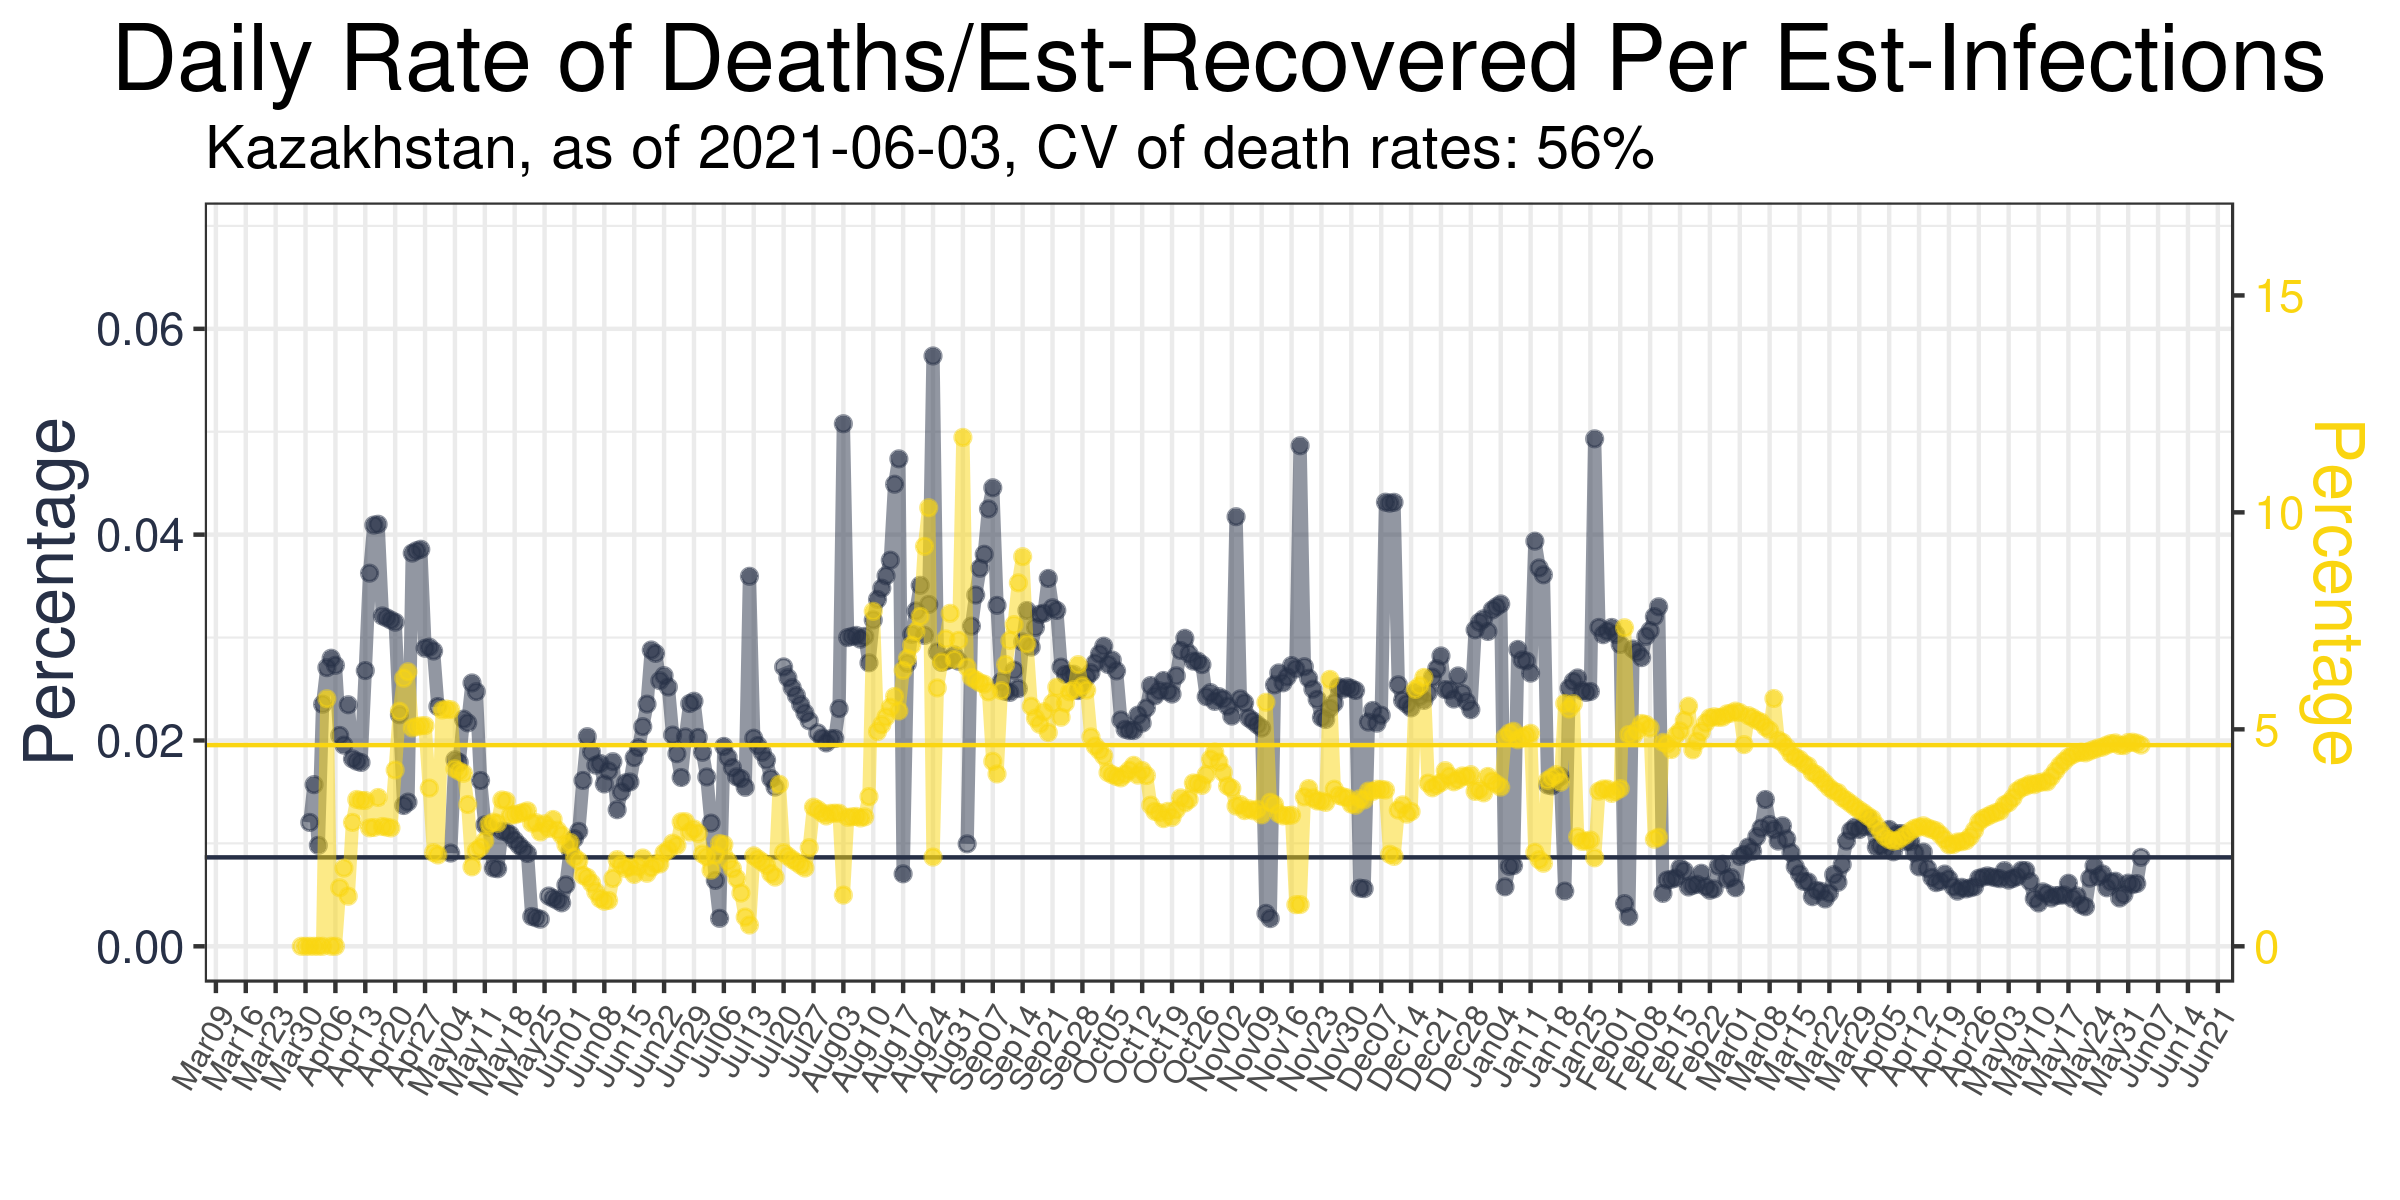 Daily Rate of Deaths/Est-Recovered Per Est-Infections
Kazakhstan, as of 2021-06-03, CV of death rates: 56%
Percentage
0.06
0.04
0.02
0.00
15
10
5
0
Percentage
Mar09 Mar16 Mar23 Mar30 Apr06 Apr13 Apr20 Apr27 May04 May11 May18 May25 Jun01 Jun08 Jun15 Jun22 Jun29 Jul06 Jul13 Jul20 Jul27 Aug03 Aug10 Aug17 Aug24 Aug31 Sep07 Sep14 Sep21 Sep28 Oct05 Oct12 Oct19 Oct26 Nov02 Nov09 Nov16 Nov23 Nov30 Dec07 Dec14 Dec21 Dec28 Jan04 Jan11 Jan18 Jan25 Feb01 Feb08 Feb15 Feb22 Mar01 Mar08 Mar15 Mar22 Mar29 Apr05 Apr12 Apr19 Apr26 May03 May10 May17 May24 May31 Jun07 Jun14 Jun21